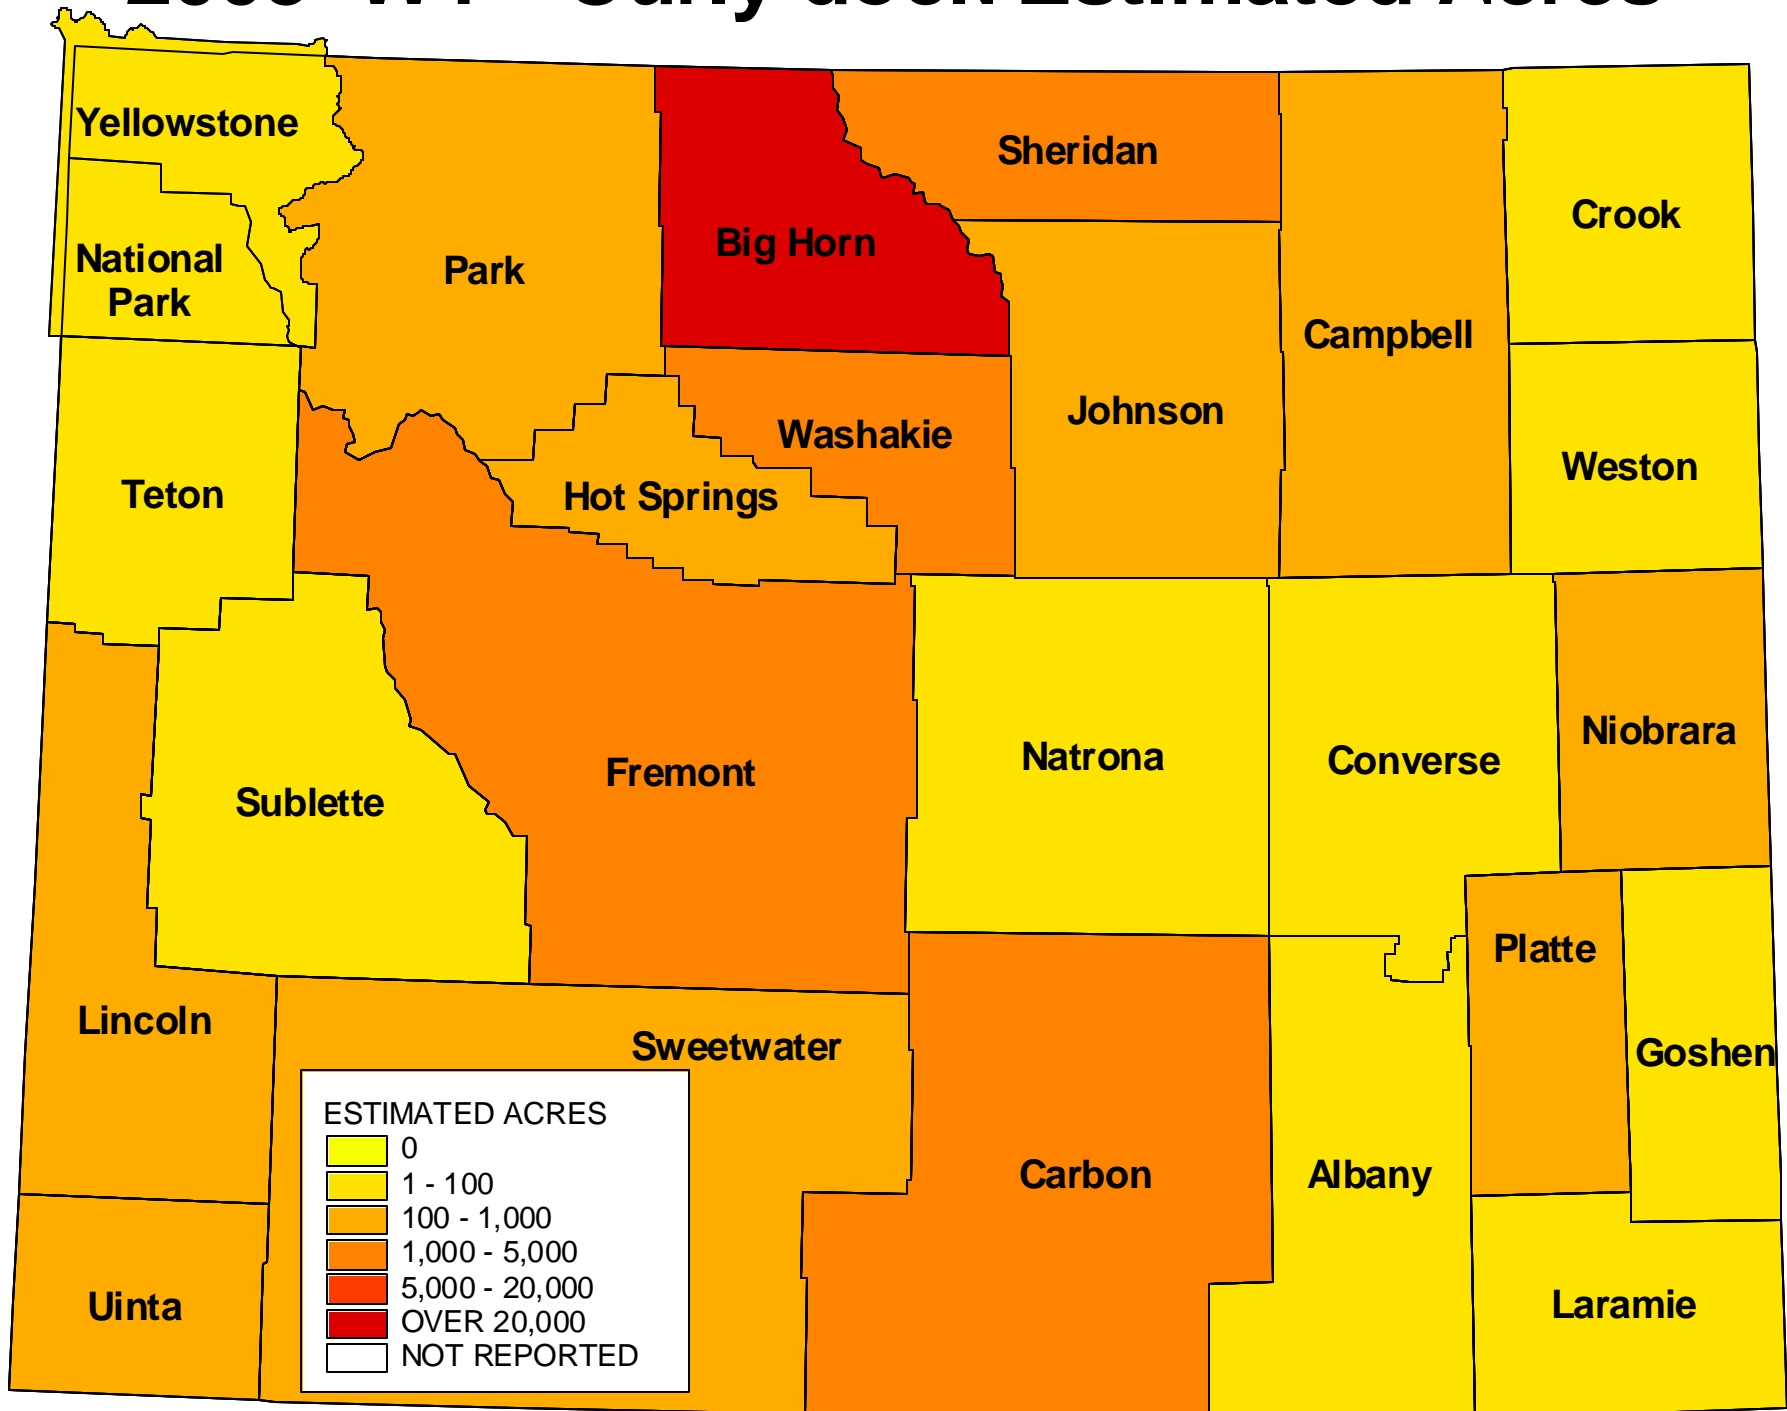 Yellowstone
National
Park
Park
Big Horn
Sheridan
Campbell
Crook
Johnson
Washakie
Hot Springs
Weston
Teton
Sublette
Fremont
Natrona
Converse
Niobrara
Platte
Goshen
Lincoln
Sweetwater
Carbon
Albany
Laramie
Uinta
ESTIMATED ACRES
0
1 - 100
100 - 1,000
1,000 - 5,000
5,000 - 20,000
OVER 20,000
NOT REPORTED